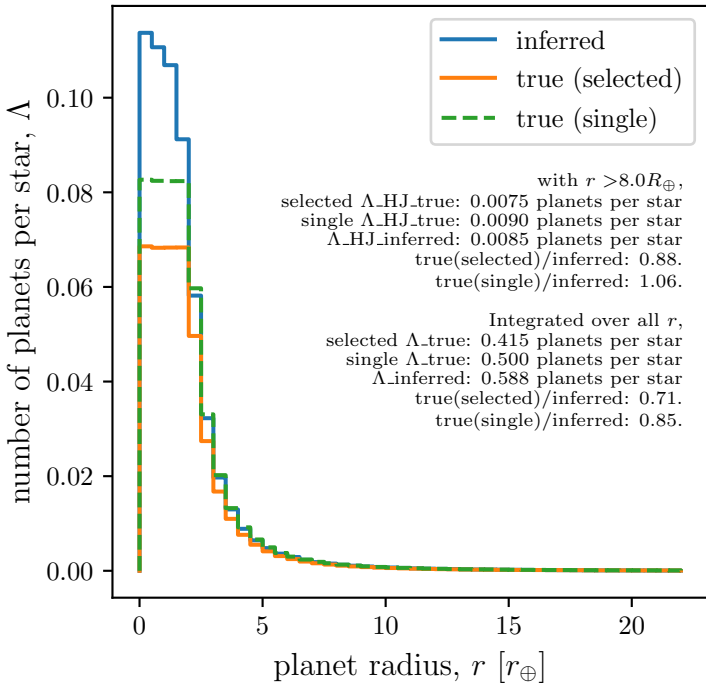 inferred
true (selected)
true (single)
with r >8.0R⊕,
selected Λ_HJ_true: 0.0075 planets per star
single Λ_HJ_true: 0.0090 planets per star
Λ_HJ_inferred: 0.0085 planets per star
true(selected)/inferred: 0.88.
true(single)/inferred: 1.06.
Integrated over all r,
selected Λ_true: 0.415 planets per star
single Λ_true: 0.500 planets per star
Λ_inferred: 0.588 planets per star
true(selected)/inferred: 0.71.
true(single)/inferred: 0.85.
number of planets per star, Λ
0.10
0.08
0.06
0.04
0.02
0.00
0
5
10
15
20
planet radius, r [r⊕]